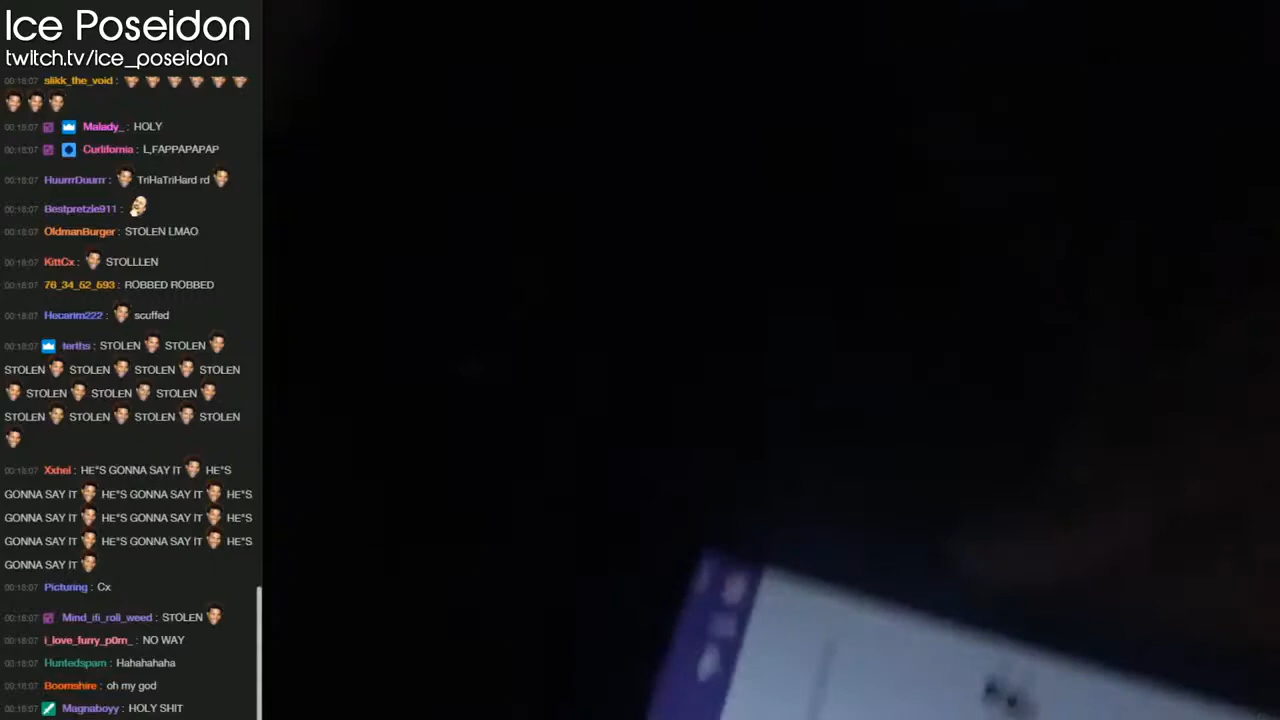 Ice Poseidon
twitch.tv/ice_poseidon
00:18:07 slikk_the_void :
00:18:07 Malady_ : HOLY
00:18:07 Curlifornia : L,FAPPAPAPAP
00:18:07 HuurrrDuurrr : TriHaTriHard rd
00:18:07 Bestpretzle911 :
00:18:07 OldmanBurger : STOLEN LMAO
00:18:07 KittCx : STOLLLEN
00:18:07 76_34_52_593 : ROBBED ROBBED
00:18:07 Hecarim222 : scuffed
00:18:07 terths : STOLEN STOLEN
STOLEN STOLEN STOLEN STOLEN
STOLEN STOLEN STOLEN
STOLEN STOLEN STOLEN STOLEN
00:18:07 Xxhel : HE"S GONNA SAY IT HE"S
GONNA SAY IT HE"S GONNA SAY IT HE"S
GONNA SAY IT HE"S GONNA SAY IT HE"S
GONNA SAY IT HE"S GONNA SAY IT HE"S
GONNA SAY IT
00:18:07 Picturing : Cx
00:18:07 Mind_ifi_roll_weed : STOLEN
00:18:07 i_love_furry_p0rn_ : NO WAY
00:18:07 Huntedspam : Hahahahaha
00:18:07 Boomshire : oh my god
00:18:07 Magnaboyy : HOLY SHIT